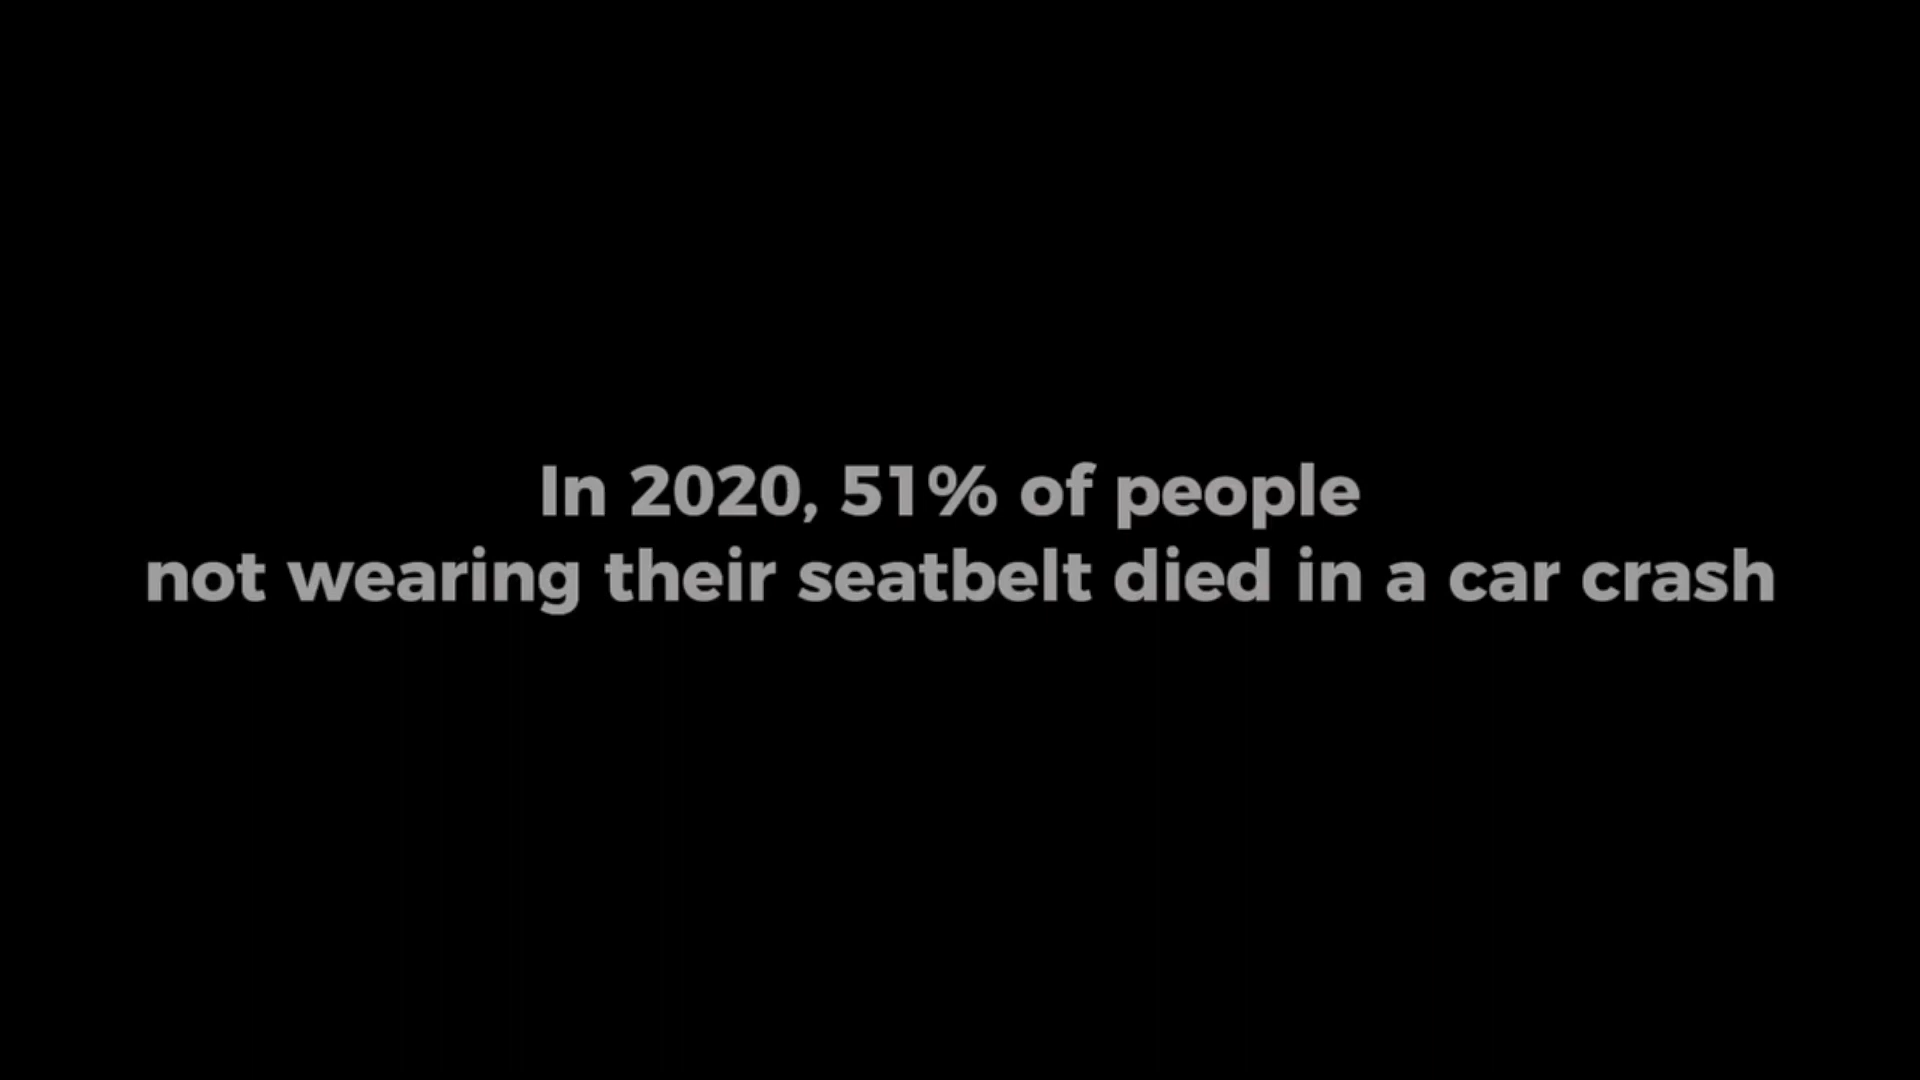 In 2020, 51% of people
not wearing their seatbelt died in a car crash